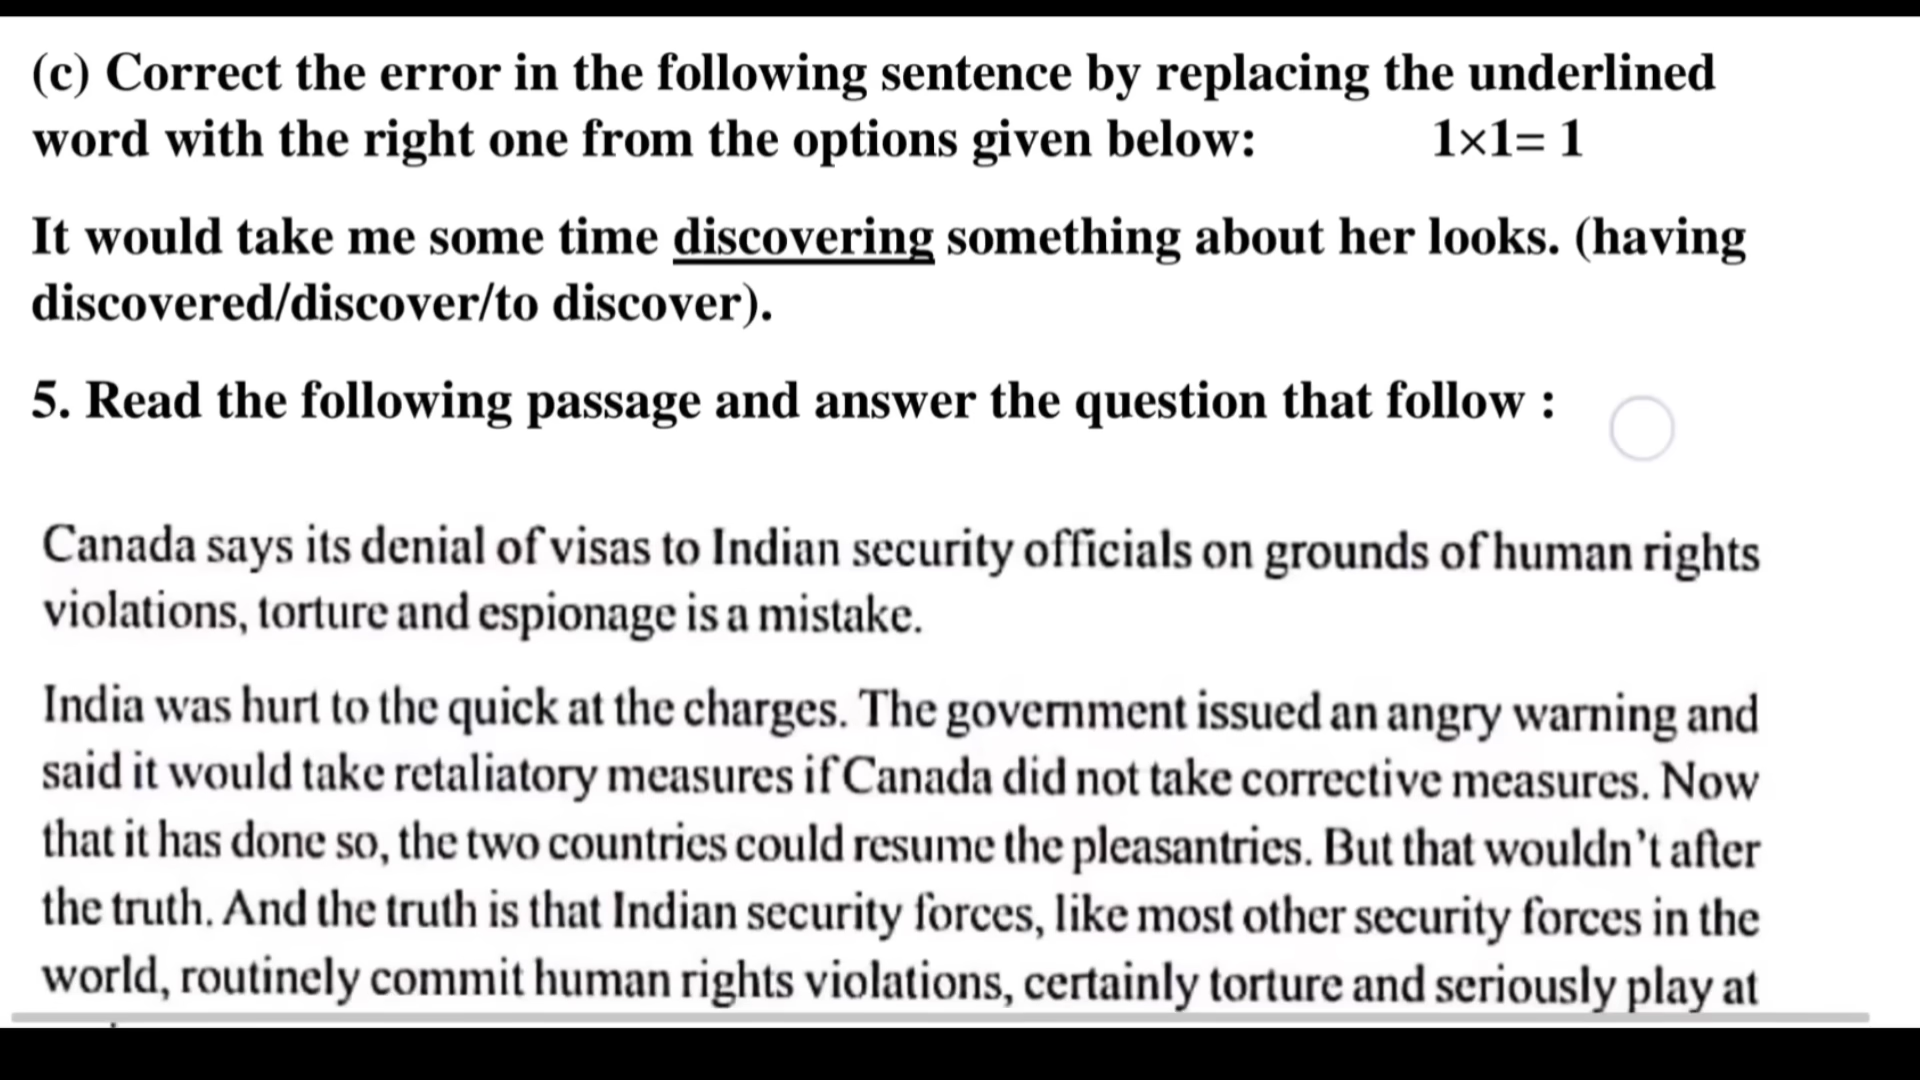 (c) Correct the error in the following sentence by replacing the underlined
word with the right one from the options given below: 1×1= 1
It would take me some time discovering something about her looks. (having
discovered/discover/to discover).
5. Read the following passage and answer the question that follow :
Canada says its denial of visas to Indian security officials on grounds of human rights
violations, torture and espionage is a mistake.
India was hurt to the quick at the charges. The government issued an angry warning and
said it would take retaliatory measures if Canada did not take corrective measures. Now
that it has done so, the two countries could resume the pleasantries. But that wouldn't after
the truth. And the truth is that Indian security forces, like most other security forces in the
world, routinely commit human rights violations, certainly torture and seriously play at